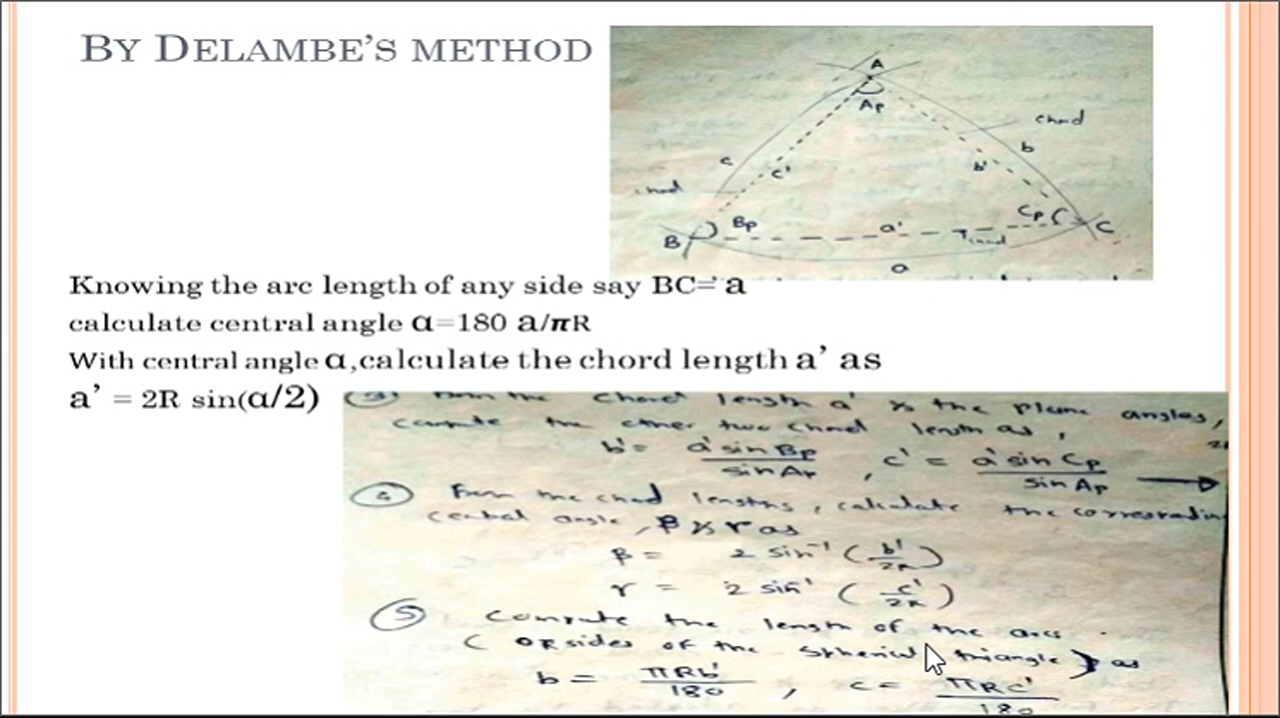 BY DELAMBE'S METHOD
A
Ap
chord
c
b
c'
b'
Bp
Cp
B
a'
C
a
Knowing the arc length of any side say BC= a
calculate central angle α=180 a/πR
With central angle α,calculate the chord length a' as
a' = 2R sin(α/2)
(3) From the chord length a' & the plane angles,
compute the other two chord length as,
b' = a' sin Bp / sin Ap , c' = a' sin Cp / sin Ap →
(4) From the chord lengths, calculate the
central angle, β & γ as
β = 2 sin⁻¹ (b'/2R)
γ = 2 sin⁻¹ (c'/2R)
(5) Compute the length of the arcs
(OR sides of the spherical triangle) as
b = πRb'/180 , c = πRc'/180